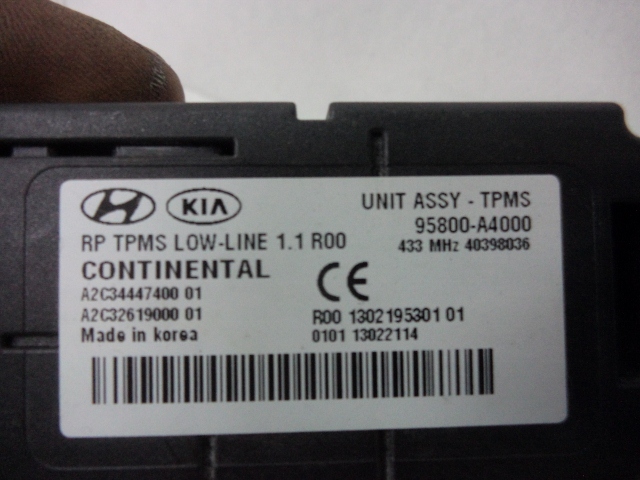 KIA
UNIT ASSY - TPMS
95800-A4000
RP TPMS LOW-LINE 1.1 R00
433 MHz 40398036
CONTINENTAL
CE
A2C34447400 01
A2C32619000 01
R00 1302195301 01
Made in korea
0101 13022114